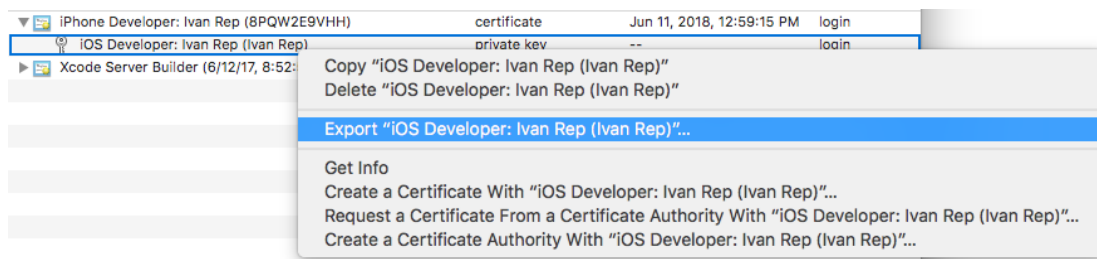 iPhone Developer: Ivan Rep (8PQW2E9VHH) certificate Jun 11, 2018, 12:59:15 PM login
iOS Developer: Ivan Rep (Ivan Rep) private key -- login
Xcode Server Builder (6/12/17, 8:52:
Copy “iOS Developer: Ivan Rep (Ivan Rep)”
Delete “iOS Developer: Ivan Rep (Ivan Rep)”
Export “iOS Developer: Ivan Rep (Ivan Rep)”...
Get Info
Create a Certificate With “iOS Developer: Ivan Rep (Ivan Rep)”...
Request a Certificate From a Certificate Authority With “iOS Developer: Ivan Rep (Ivan Rep)”...
Create a Certificate Authority With “iOS Developer: Ivan Rep (Ivan Rep)”...